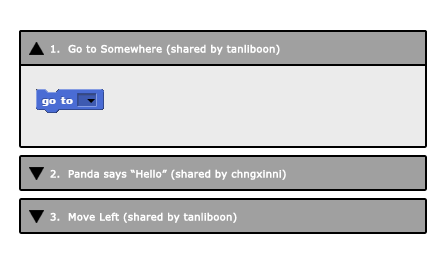 1. Go to Somewhere (shared by tanliboon)
go to
2. Panda says “Hello” (shared by chngxinni)
3. Move Left (shared by tanliboon)